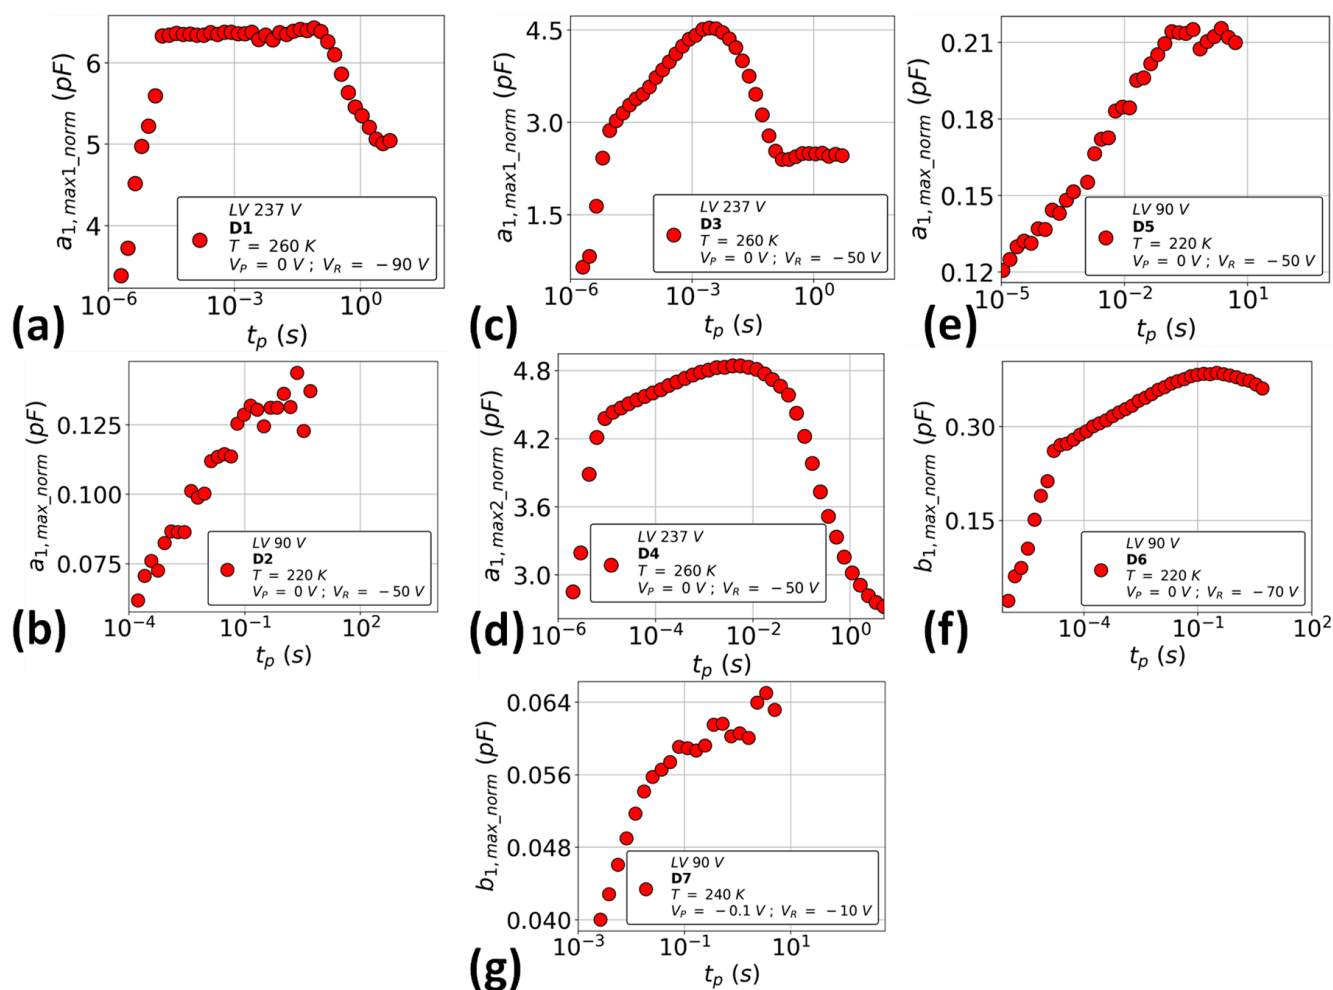 a1, max1_norm (pF)
6
5
4
LV 237 V
D1
T = 260 K
VP = 0 V ; VR = −90 V
10−6
10−3
100
tp (s)
(a)
a1, max1_norm (pF)
4.5
3.0
1.5
LV 237 V
D3
T = 260 K
VP = 0 V ; VR = −50 V
10−6
10−3
100
tp (s)
(c)
a1, max_norm (pF)
0.21
0.18
0.15
0.12
LV 90 V
D5
T = 220 K
VP = 0 V ; VR = −50 V
10−5
10−2
101
tp (s)
(e)
a1, max_norm (pF)
0.125
0.100
0.075
LV 90 V
D2
T = 220 K
VP = 0 V ; VR = −50 V
10−4
10−1
102
tp (s)
(b)
a1, max2_norm (pF)
4.8
4.2
3.6
3.0
LV 237 V
D4
T = 260 K
VP = 0 V ; VR = −50 V
10−6
10−4
10−2
100
tp (s)
(d)
b1, max_norm (pF)
0.30
0.15
LV 90 V
D6
T = 220 K
VP = 0 V ; VR = −70 V
10−4
10−1
102
tp (s)
(f)
b1, max_norm (pF)
0.064
0.056
0.048
0.040
LV 90 V
D7
T = 240 K
VP = −0.1 V ; VR = −10 V
10−3
10−1
101
tp (s)
(g)